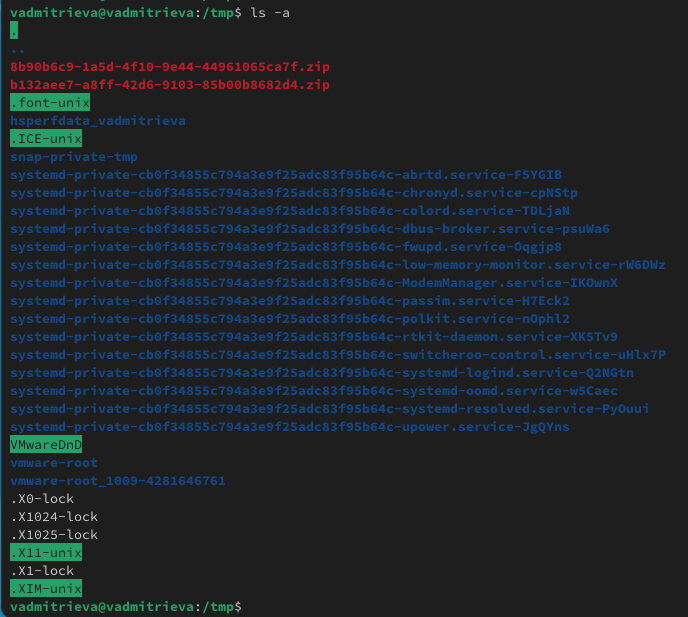 vadmitrieva@vadmitrieva:/tmp$ ls -a
.
..
8b90b6c9-1a5d-4f10-9e44-44961065ca7f.zip
b132aee7-a8ff-42d6-9103-85b00b8682d4.zip
.font-unix
hsperfdata_vadmitrieva
.ICE-unix
snap-private-tmp
systemd-private-cb0f34855c794a3e9f25adc83f95b64c-abrtd.service-F5YGIB
systemd-private-cb0f34855c794a3e9f25adc83f95b64c-chronyd.service-cpNStp
systemd-private-cb0f34855c794a3e9f25adc83f95b64c-colord.service-TDLjaN
systemd-private-cb0f34855c794a3e9f25adc83f95b64c-dbus-broker.service-psuWa6
systemd-private-cb0f34855c794a3e9f25adc83f95b64c-fwupd.service-Oqgjp8
systemd-private-cb0f34855c794a3e9f25adc83f95b64c-low-memory-monitor.service-rW6DWz
systemd-private-cb0f34855c794a3e9f25adc83f95b64c-ModemManager.service-IKOwnX
systemd-private-cb0f34855c794a3e9f25adc83f95b64c-passim.service-H7Eck2
systemd-private-cb0f34855c794a3e9f25adc83f95b64c-polkit.service-nOphl2
systemd-private-cb0f34855c794a3e9f25adc83f95b64c-rtkit-daemon.service-XK5Tv9
systemd-private-cb0f34855c794a3e9f25adc83f95b64c-switcheroo-control.service-uHlx7P
systemd-private-cb0f34855c794a3e9f25adc83f95b64c-systemd-logind.service-Q2NGtn
systemd-private-cb0f34855c794a3e9f25adc83f95b64c-systemd-oomd.service-w5Caec
systemd-private-cb0f34855c794a3e9f25adc83f95b64c-systemd-resolved.service-PyOuui
systemd-private-cb0f34855c794a3e9f25adc83f95b64c-upower.service-JgQYns
VMwareDnD
vmware-root
vmware-root_1009-4281646761
.X0-lock
.X1024-lock
.X1025-lock
.X11-unix
.X1-lock
.XIM-unix
vadmitrieva@vadmitrieva:/tmp$